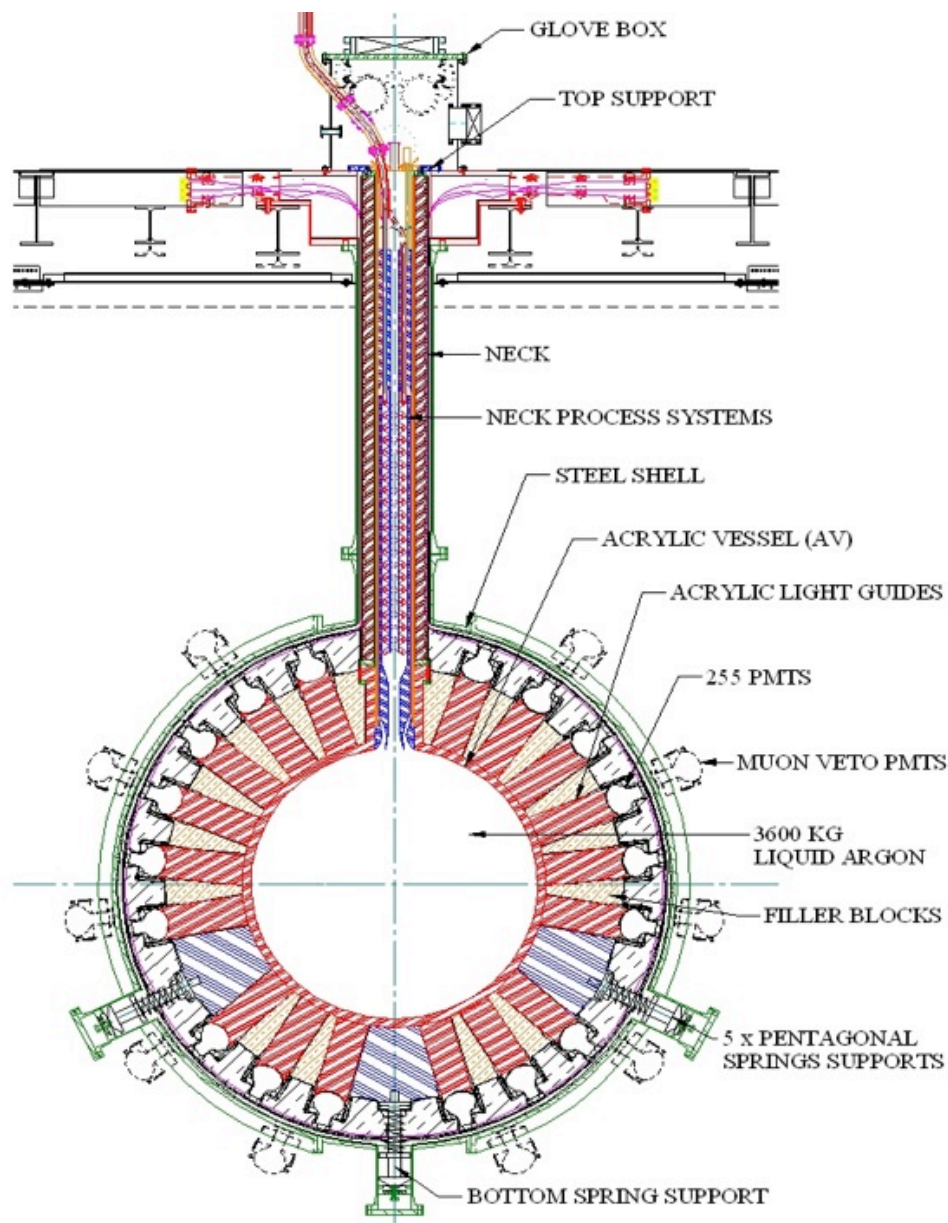 GLOVE BOX
TOP SUPPORT
NECK
NECK PROCESS SYSTEMS
STEEL SHELL
ACRYLIC VESSEL (AV)
ACRYLIC LIGHT GUIDES
255 PMTS
MUON VETO PMTS
3600 KG
LIQUID ARGON
FILLER BLOCKS
5 x PENTAGONAL
SPRINGS SUPPORTS
BOTTOM SPRING SUPPORT